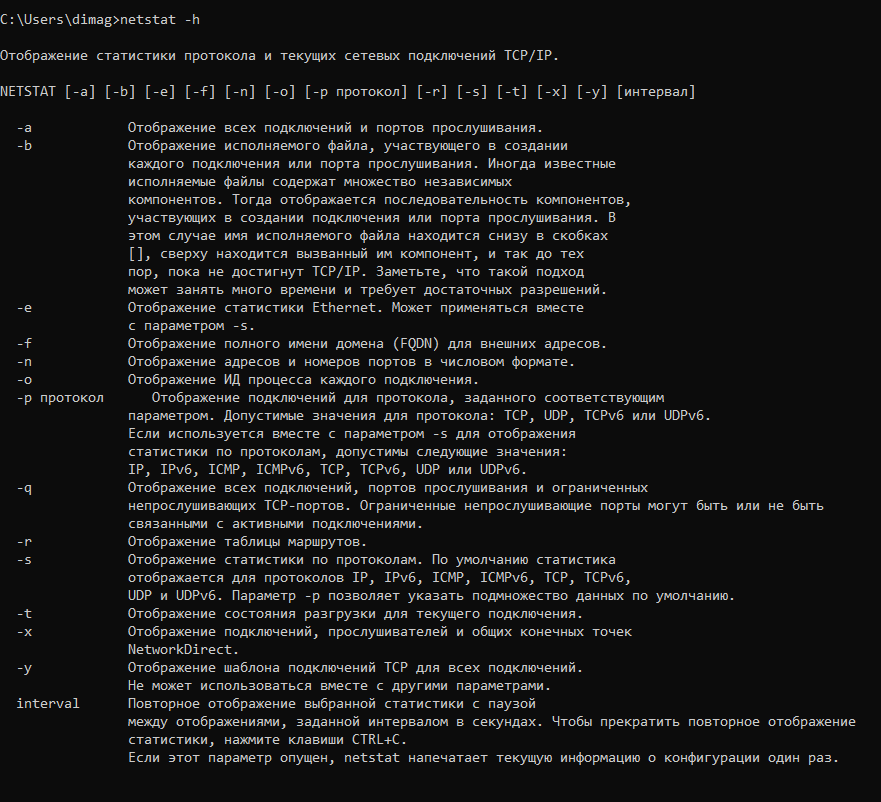 C:\Users\dimag>netstat -h
Отображение статистики протокола и текущих сетевых подключений TCP/IP.
NETSTAT [-a] [-b] [-e] [-f] [-n] [-o] [-p протокол] [-r] [-s] [-t] [-x] [-y] [интервал]
-a Отображение всех подключений и портов прослушивания.
-b Отображение исполняемого файла, участвующего в создании
каждого подключения или порта прослушивания. Иногда известные
исполняемые файлы содержат множество независимых
компонентов. Тогда отображается последовательность компонентов,
участвующих в создании подключения или порта прослушивания. В
этом случае имя исполняемого файла находится снизу в скобках
[], сверху находится вызванный им компонент, и так до тех
пор, пока не достигнут TCP/IP. Заметьте, что такой подход
может занять много времени и требует достаточных разрешений.
-e Отображение статистики Ethernet. Может применяться вместе
с параметром -s.
-f Отображение полного имени домена (FQDN) для внешних адресов.
-n Отображение адресов и номеров портов в числовом формате.
-o Отображение ИД процесса каждого подключения.
-p протокол Отображение подключений для протокола, заданного соответствующим
параметром. Допустимые значения для протокола: TCP, UDP, TCPv6 или UDPv6.
Если используется вместе с параметром -s для отображения
статистики по протоколам, допустимы следующие значения:
IP, IPv6, ICMP, ICMPv6, TCP, TCPv6, UDP или UDPv6.
-q Отображение всех подключений, портов прослушивания и ограниченных
непрослушивающих TCP-портов. Ограниченные непрослушивающие порты могут быть или не быть
связанными с активными подключениями.
-r Отображение таблицы маршрутов.
-s Отображение статистики по протоколам. По умолчанию статистика
отображается для протоколов IP, IPv6, ICMP, ICMPv6, TCP, TCPv6,
UDP и UDPv6. Параметр -p позволяет указать подмножество данных по умолчанию.
-t Отображение состояния разгрузки для текущего подключения.
-x Отображение подключений, прослушивателей и общих конечных точек
NetworkDirect.
-y Отображение шаблона подключений TCP для всех подключений.
Не может использоваться вместе с другими параметрами.
interval Повторное отображение выбранной статистики с паузой
между отображениями, заданной интервалом в секундах. Чтобы прекратить повторное отображение
статистики, нажмите клавиши CTRL+C.
Если этот параметр опущен, netstat напечатает текущую информацию о конфигурации один раз.